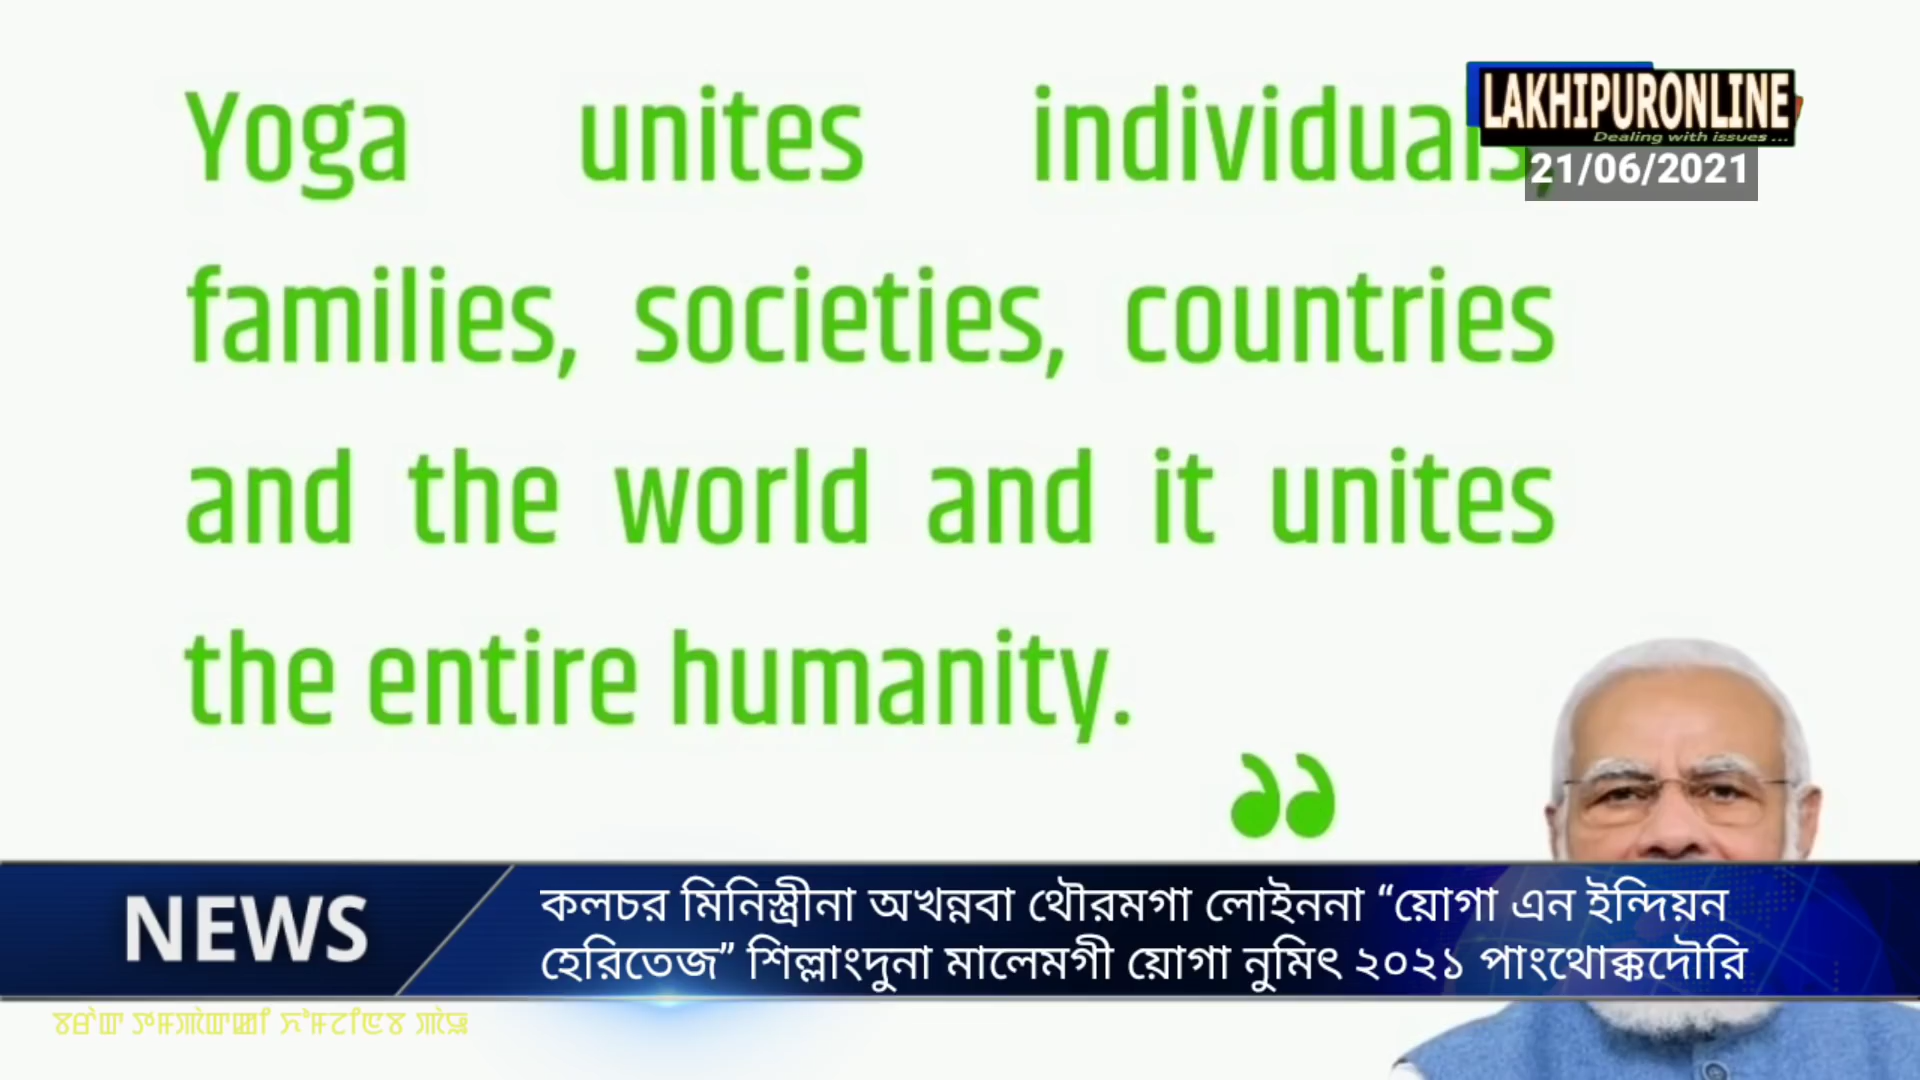 Yoga unites individuals,
LAKHIPURONLINE
Dealing with issues ...
21/06/2021
families, societies, countries
and the world and it unites
the entire humanity.
”
NEWS
কলচর মিনিস্ত্রীনা অখন্নবা থৌরমগা লোইননা “য়োগা এন ইন্দিয়ন
হেরিতেজ” শিল্লাংদুনা মালেমগী য়োগা নুমিৎ ২০২১ পাংথোক্কদৌরি